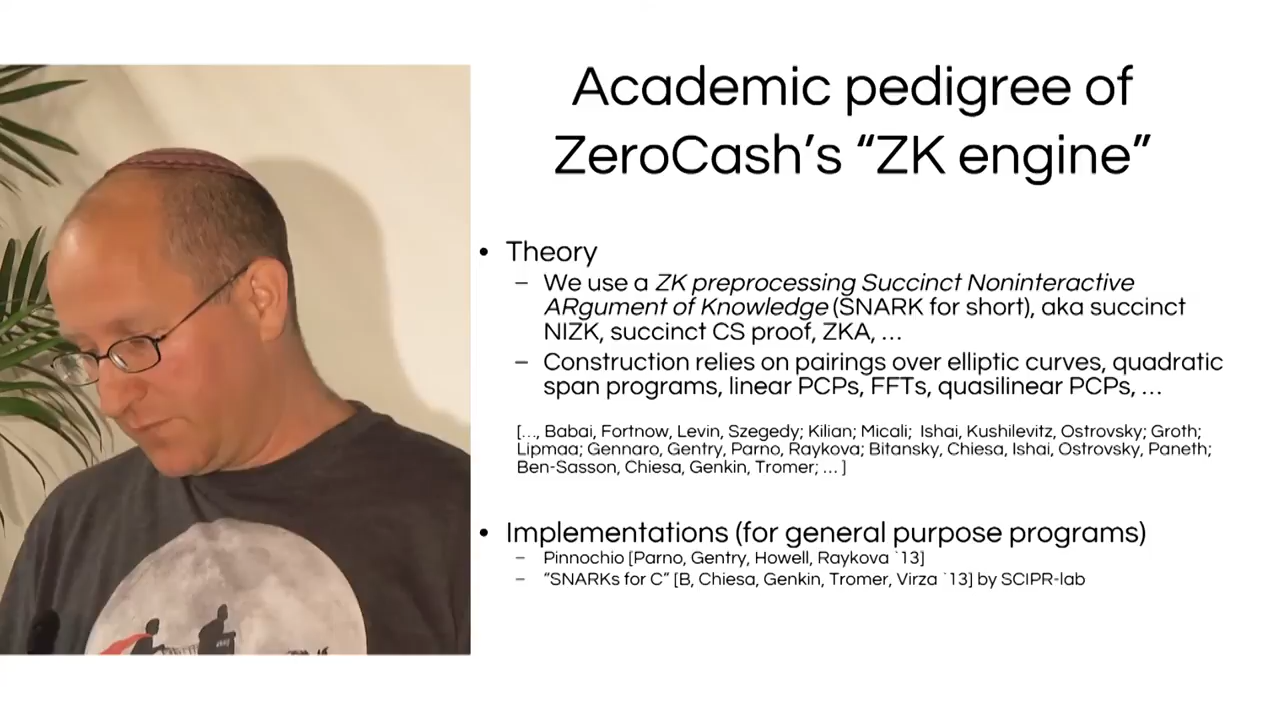 Academic pedigree of
ZeroCash's “ZK engine”
• Theory
– We use a ZK preprocessing Succinct Noninteractive
ARgument of Knowledge (SNARK for short), aka succinct
NIZK, succinct CS proof, ZKA, …
– Construction relies on pairings over elliptic curves, quadratic
span programs, linear PCPs, FFTs, quasilinear PCPs, …
[…, Babai, Fortnow, Levin, Szegedy; Kilian; Micali; Ishai, Kushilevitz, Ostrovsky; Groth;
Lipmaa; Gennaro, Gentry, Parno, Raykova; Bitansky, Chiesa, Ishai, Ostrovsky, Paneth;
Ben-Sasson, Chiesa, Genkin, Tromer; … ]
• Implementations (for general purpose programs)
– Pinnochio [Parno, Gentry, Howell, Raykova `13]
– “SNARKs for C” [B, Chiesa, Genkin, Tromer, Virza `13] by SCIPR-lab